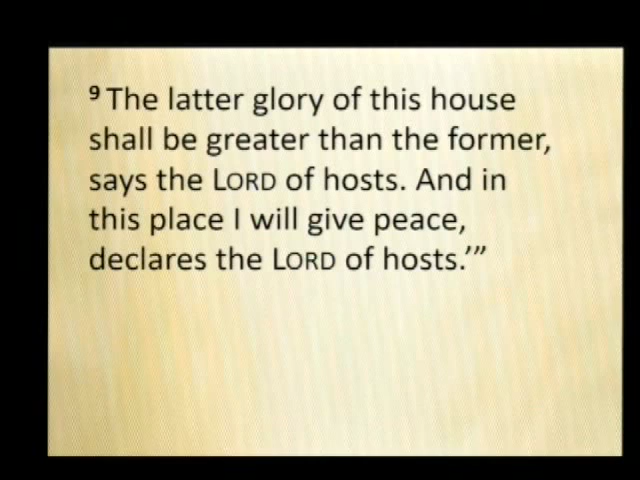 9 The latter glory of this house
shall be greater than the former,
says the LORD of hosts. And in
this place I will give peace,
declares the LORD of hosts.’”